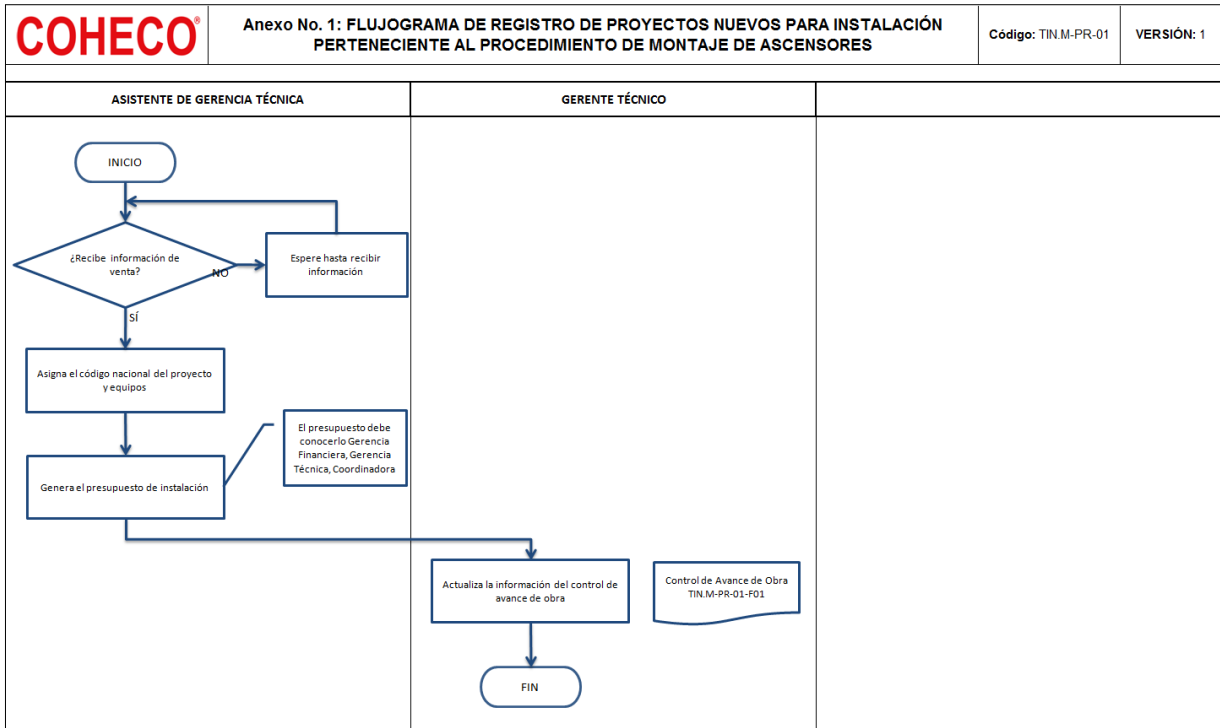 COHECO®
Anexo No. 1: FLUJOGRAMA DE REGISTRO DE PROYECTOS NUEVOS PARA INSTALACIÓN
PERTENECIENTE AL PROCEDIMIENTO DE MONTAJE DE ASCENSORES
Código: TIN.M-PR-01
VERSIÓN: 1
ASISTENTE DE GERENCIA TÉCNICA
GERENTE TÉCNICO
INICIO
¿Recibe información de
venta?
NO
Espere hasta recibir
información
SÍ
Asigna el código nacional del proyecto
y equipos
El presupuesto debe
conocerlo Gerencia
Financiera, Gerencia
Técnica, Coordinadora
Genera el presupuesto de instalación
Actualiza la información del control de
avance de obra
Control de Avance de Obra
TIN.M-PR-01-F01
FIN